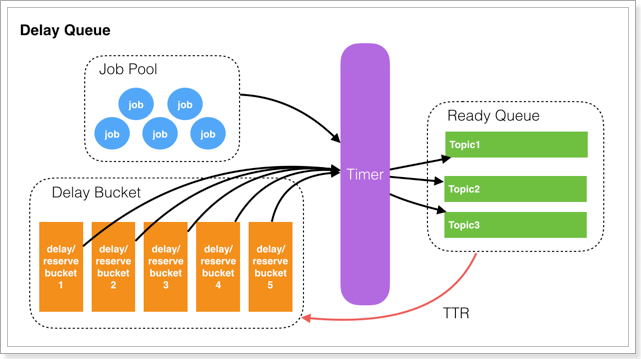 Delay Queue
Job Pool
job
job
job
job
job
Delay Bucket
delay/
reserve
bucket
1
delay/
reserve
bucket
2
delay/
reserve
bucket
3
delay/
reserve
bucket
4
delay/
reserve
bucket
5
Timer
Ready Queue
Topic1
Topic2
Topic3
TTR